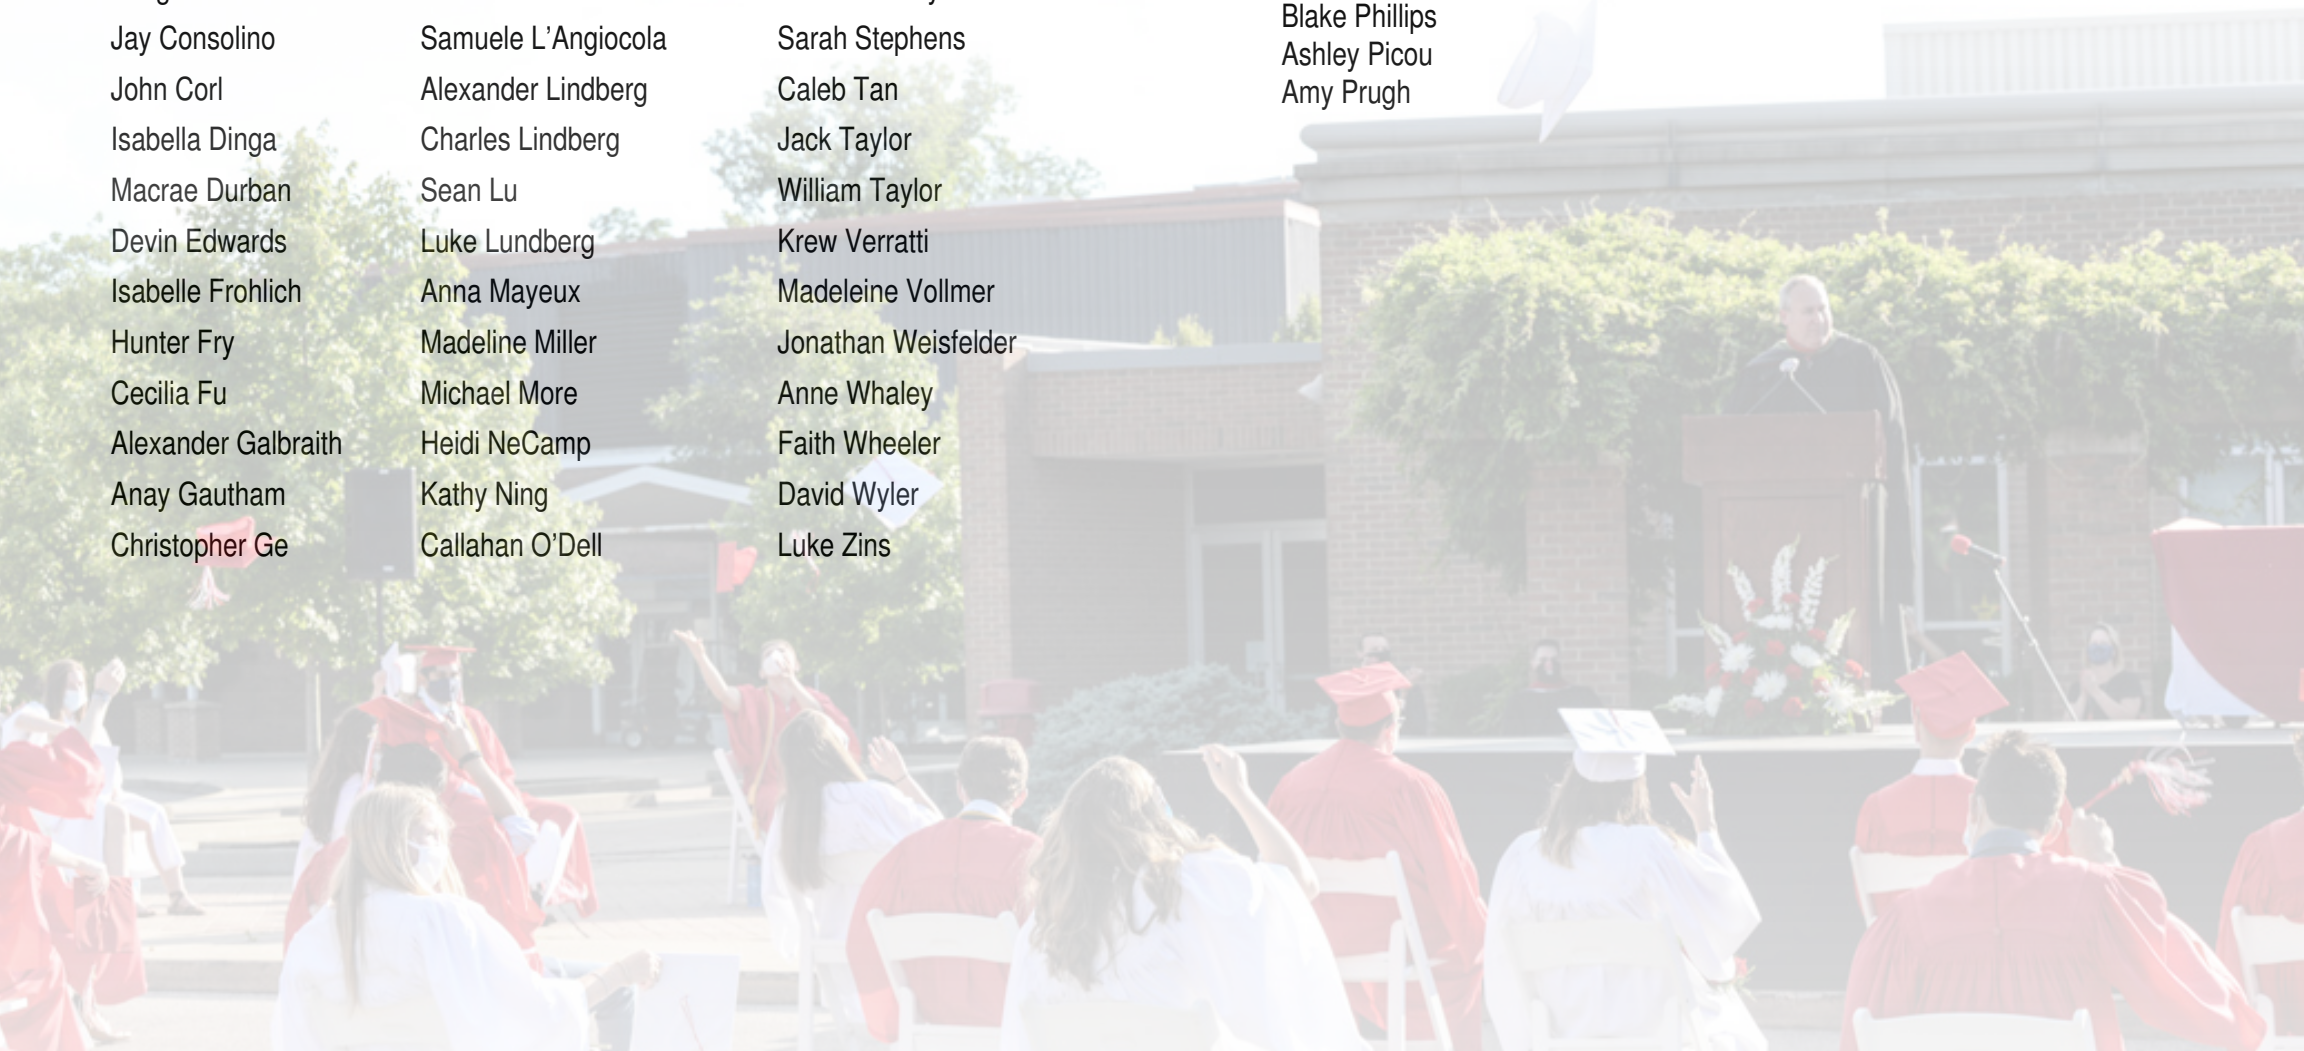 Jay Consolino
John Corl
Isabella Dinga
Macrae Durban
Devin Edwards
Isabelle Frohlich
Hunter Fry
Cecilia Fu
Alexander Galbraith
Anay Gautham
Christopher Ge
Samuele L’Angiocola
Alexander Lindberg
Charles Lindberg
Sean Lu
Luke Lundberg
Anna Mayeux
Madeline Miller
Michael More
Heidi NeCamp
Kathy Ning
Callahan O’Dell
Sarah Stephens
Caleb Tan
Jack Taylor
William Taylor
Krew Verratti
Madeleine Vollmer
Jonathan Weisfelder
Anne Whaley
Faith Wheeler
David Wyler
Luke Zins
Blake Phillips
Ashley Picou
Amy Prugh